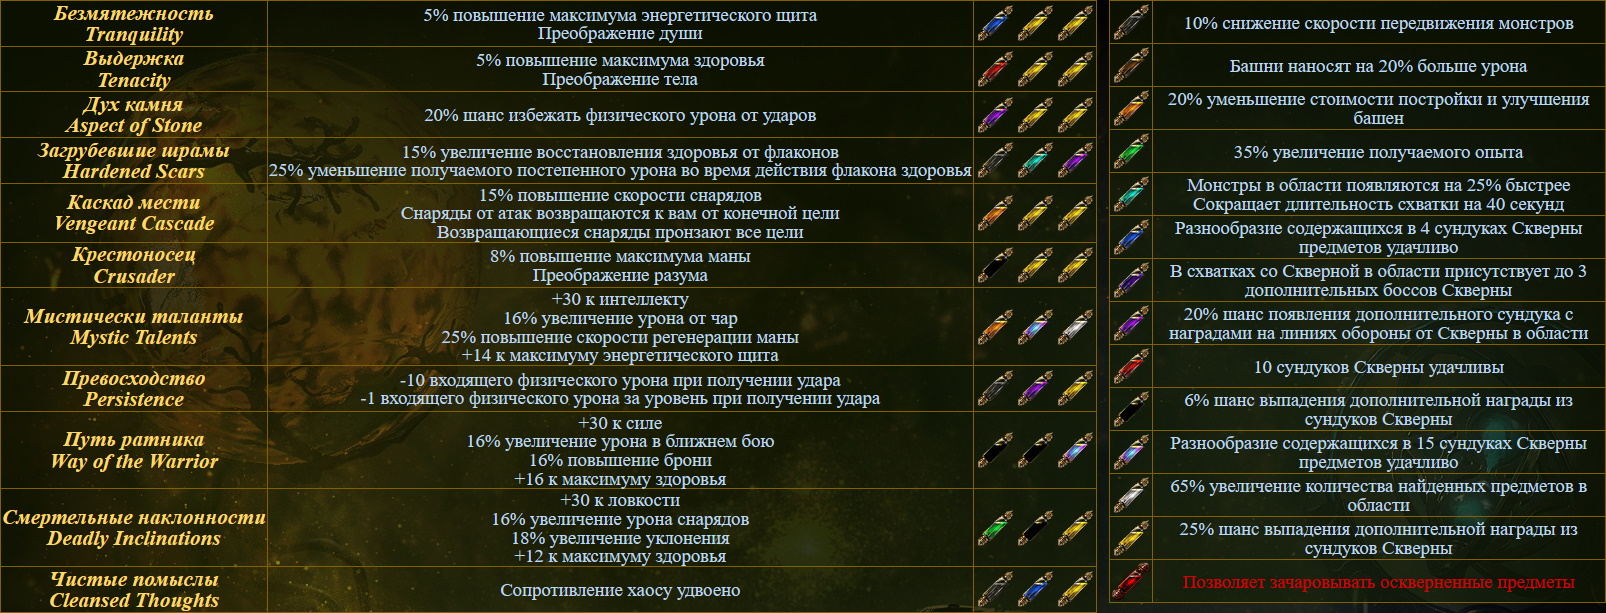 Безмятежность
Tranquility
5% повышение максимума энергетического щита
Преображение души
Выдержка
Tenacity
5% повышение максимума здоровья
Преображение тела
Дух камня
Aspect of Stone
20% шанс избежать физического урона от ударов
Загрубевшие шрамы
Hardened Scars
15% увеличение восстановления здоровья от флаконов
25% уменьшение получаемого постепенного урона во время действия флакона здоровья
Каскад мести
Vengeant Cascade
15% повышение скорости снарядов
Снаряды от атак возвращаются к вам от конечной цели
Возвращающиеся снаряды пронзают все цели
Крестоносец
Crusader
8% повышение максимума маны
Преображение разума
Мистически таланты
Mystic Talents
+30 к интеллекту
16% увеличение урона от чар
25% повышение скорости регенерации маны
+14 к максимуму энергетического щита
Превосходство
Persistence
-10 входящего физического урона при получении удара
-1 входящего физического урона за уровень при получении удара
Путь ратника
Way of the Warrior
+30 к силе
16% увеличение урона в ближнем бою
16% повышение брони
+16 к максимуму здоровья
Смертельные наклонности
Deadly Inclinations
+30 к ловкости
16% увеличение урона снарядов
18% увеличение уклонения
+12 к максимуму здоровья
Чистые помыслы
Cleansed Thoughts
Сопротивление хаосу удвоено
10% снижение скорости передвижения монстров
Башни наносят на 20% больше урона
20% уменьшение стоимости постройки и улучшения
башен
35% увеличение получаемого опыта
Монстры в области появляются на 25% быстрее
Сокращает длительность схватки на 40 секунд
Разнообразие содержащихся в 4 сундуках Скверны
предметов удачливо
В схватках со Скверной в области присутствует до 3
дополнительных боссов Скверны
20% шанс появления дополнительного сундука с
наградами на линиях обороны от Скверны в области
10 сундуков Скверны удачливы
6% шанс выпадения дополнительной награды из
сундуков Скверны
Разнообразие содержащихся в 15 сундуках Скверны
предметов удачливо
65% увеличение количества найденных предметов в
области
25% шанс выпадения дополнительной награды из
сундуков Скверны
Позволяет зачаровывать оскверненные предметы